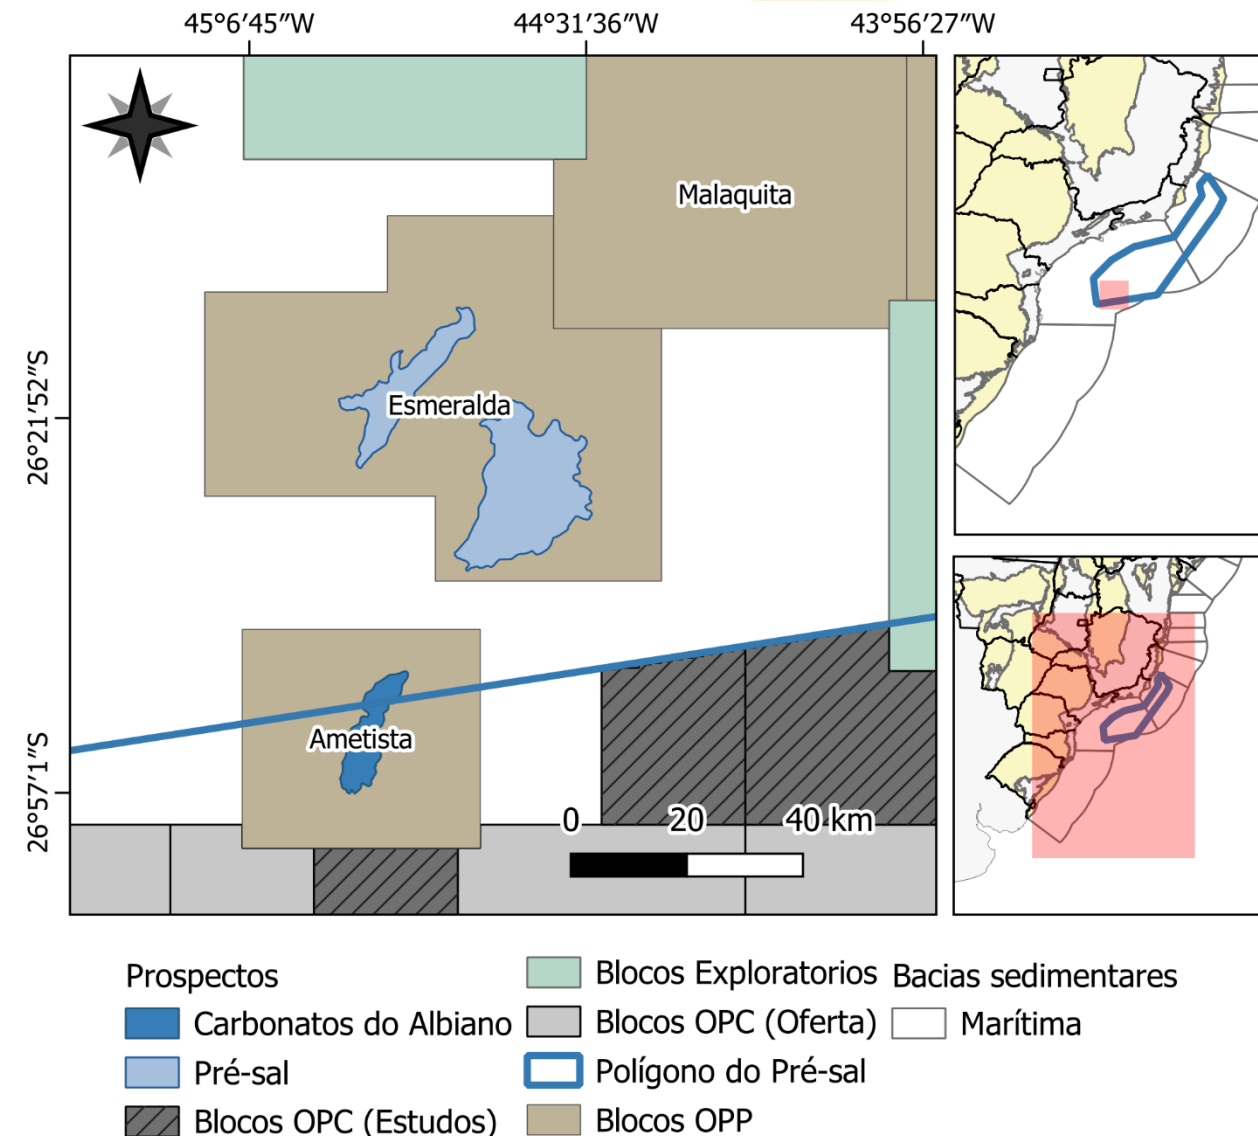 45°6′45″W
44°31′36″W
43°56′27″W
26°21′52″S
26°57′1″S
Malaquita
Esmeralda
Ametista
0 20 40 km
Prospectos
Carbonatos do Albiano
Pré-sal
Blocos OPC (Estudos)
Blocos Exploratorios
Blocos OPC (Oferta)
Polígono do Pré-sal
Blocos OPP
Bacias sedimentares
Marítima